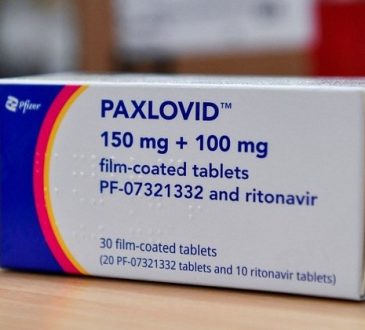 Pfizer
PAXLOVID™
150 mg + 100 mg
film-coated tablets
PF-07321332 and ritonavir
30 film-coated tablets
(20 PF-07321332 tablets and 10 ritonavir tablets)